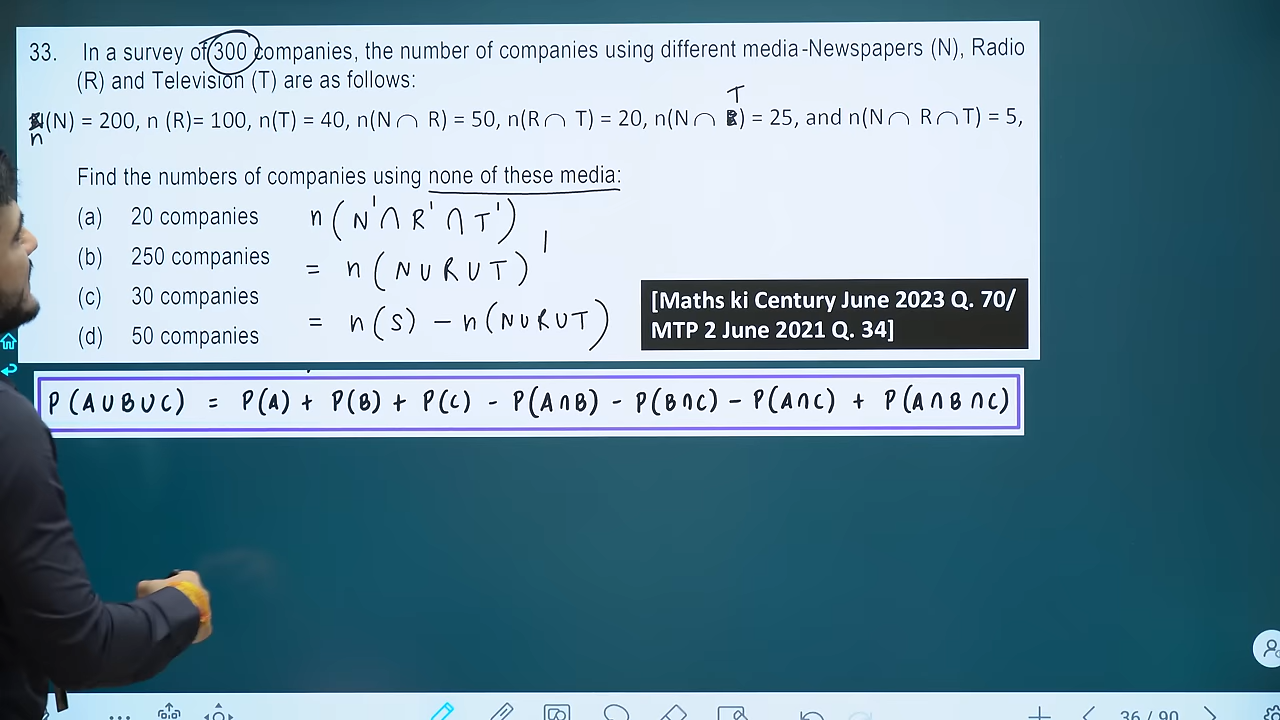 33. In a survey of 300 companies, the number of companies using different media-Newspapers (N), Radio
(R) and Television (T) are as follows:
T
(N) = 200, n (R)= 100, n(T) = 40, n(N∩ R) = 50, n(R∩ T) = 20, n(N∩ ) = 25, and n(N∩ R∩T) = 5,
n
Find the numbers of companies using none of these media:
(a) 20 companies n(N'∩R'∩T')
(b) 250 companies = n(N∪R∪T)'
(c) 30 companies = n(S) - n(N∪R∪T)
(d) 50 companies
[Maths ki Century June 2023 Q. 70/
MTP 2 June 2021 Q. 34]
P(A∪B∪C) = P(A) + P(B) + P(C) - P(A∩B) - P(B∩C) - P(A∩C) + P(A∩B∩C)
36/90